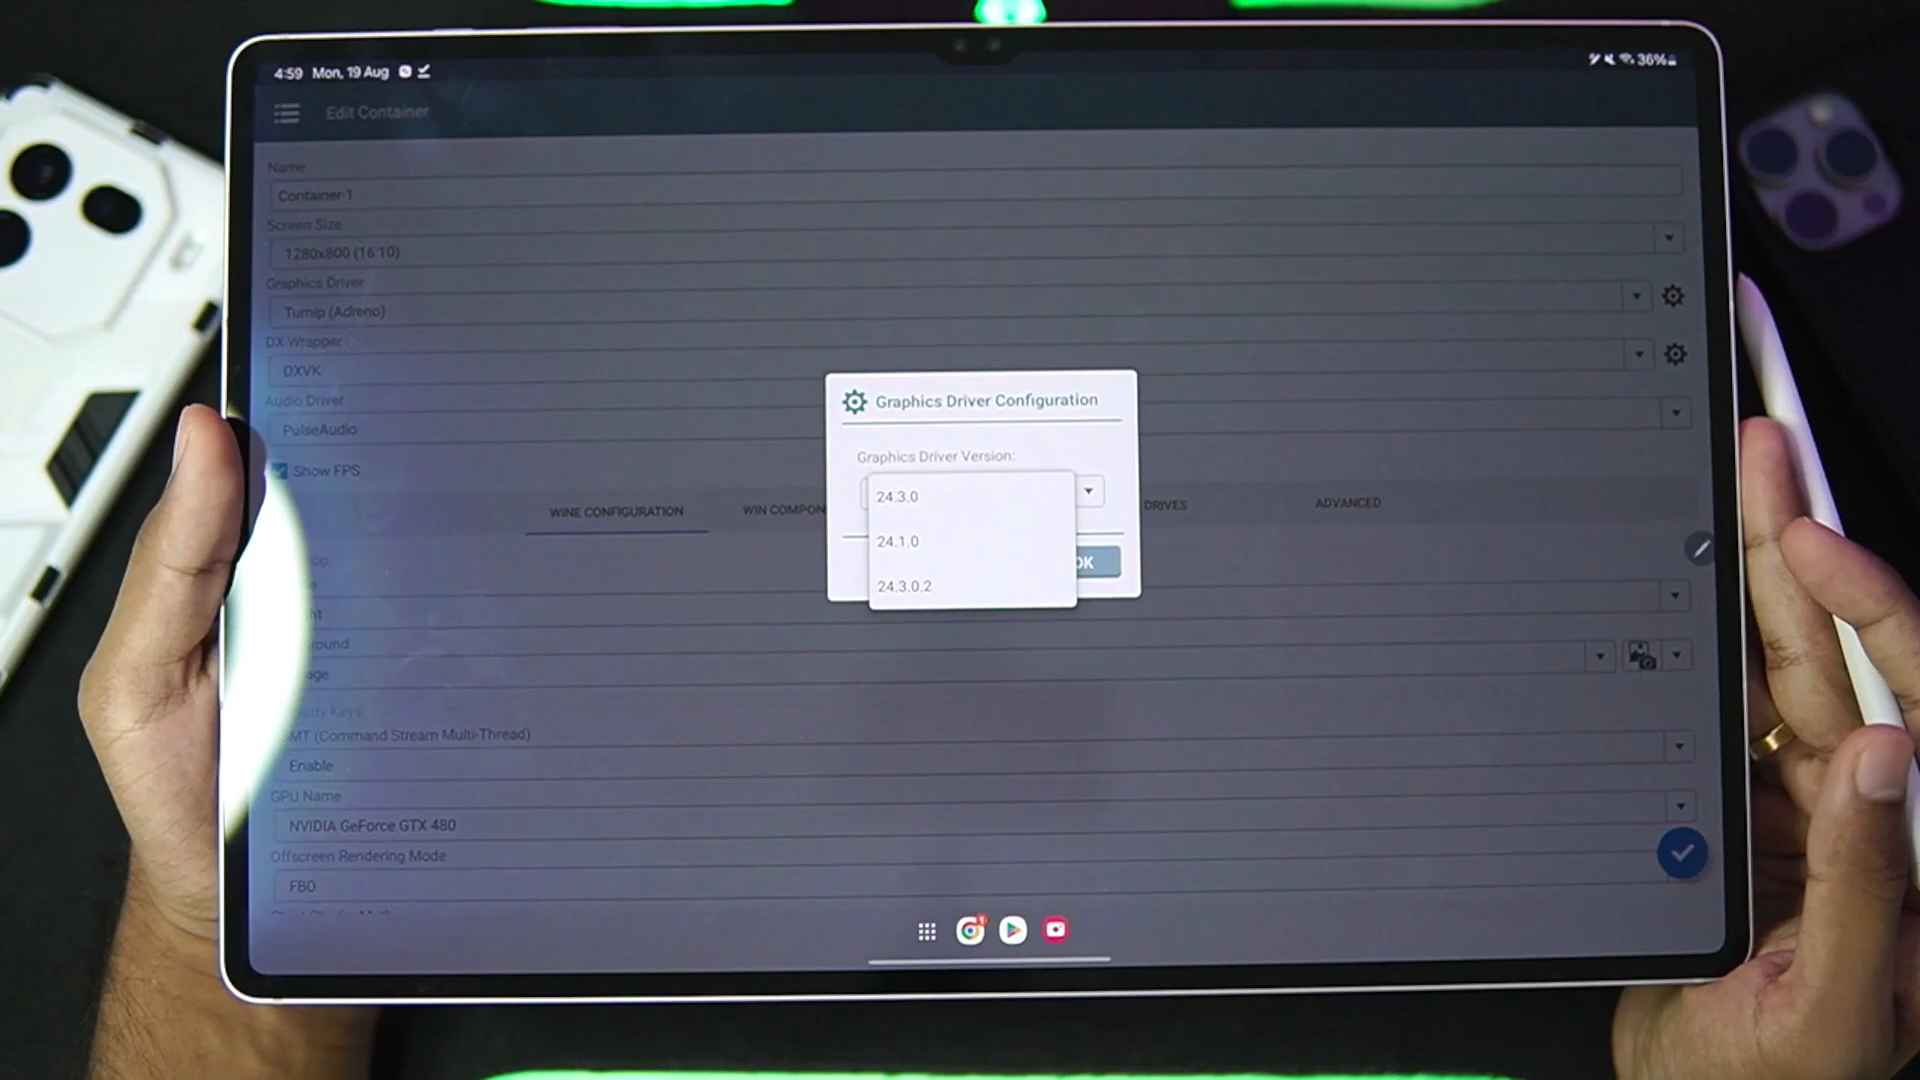 4:59 Mon, 19 Aug
36%
Edit Container
Name
Container-1
Screen Size
1280x800 (16:10)
Graphics Driver
Turnip (Adreno)
DX Wrapper
DXVK
Audio Driver
PulseAudio
Show FPS
Graphics Driver Configuration
Graphics Driver Version:
24.3.0
24.1.0
24.3.0.2
OK
WINE CONFIGURATION
WIN COMPON
DRIVES
ADVANCED
MT (Command Stream Multi-Thread)
Enable
GPU Name
NVIDIA GeForce GTX 480
Offscreen Rendering Mode
FBO